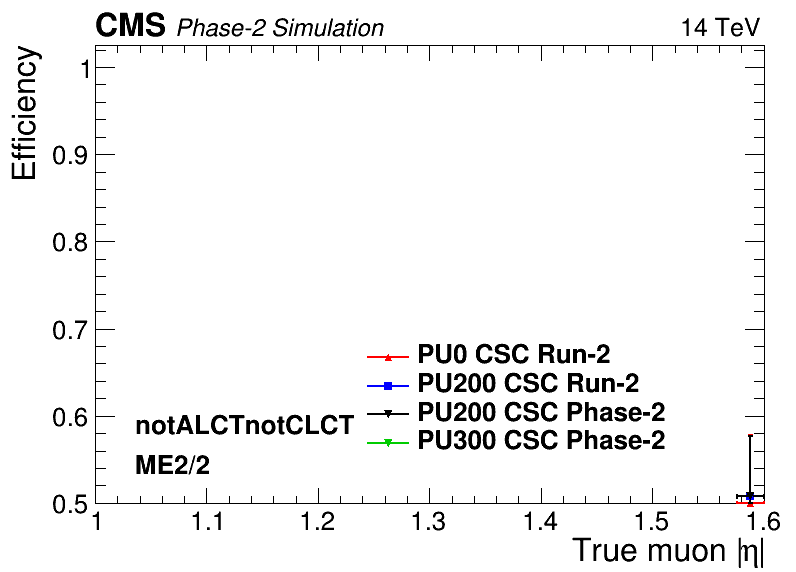 CMS Phase-2 Simulation 14 TeV
Efficiency
1
0.9
0.8
0.7
0.6
0.5
PU0 CSC Run-2
PU200 CSC Run-2
PU200 CSC Phase-2
PU300 CSC Phase-2
notALCTnotCLCT
ME2/2
1 1.1 1.2 1.3 1.4 1.5 1.6
True muon |η|